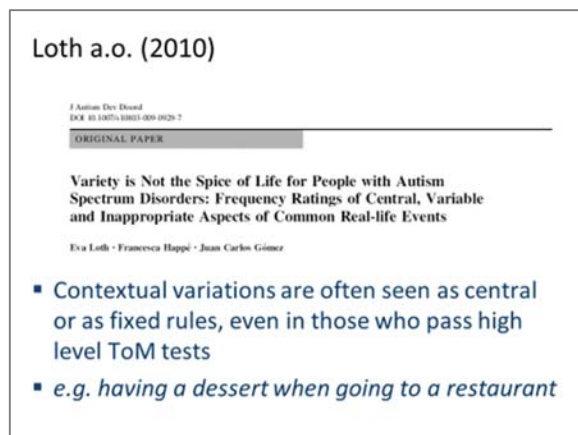 Loth a.o. (2010)
J Autism Dev Disord
DOI 10.1007/s10803-009-0929-7
ORIGINAL PAPER
Variety is Not the Spice of Life for People with Autism
Spectrum Disorders: Frequency Ratings of Central, Variable
and Inappropriate Aspects of Common Real-life Events
Eva Loth · Francesca Happé · Juan Carlos Gómez
▪ Contextual variations are often seen as central
or as fixed rules, even in those who pass high
level ToM tests
▪ e.g. having a dessert when going to a restaurant